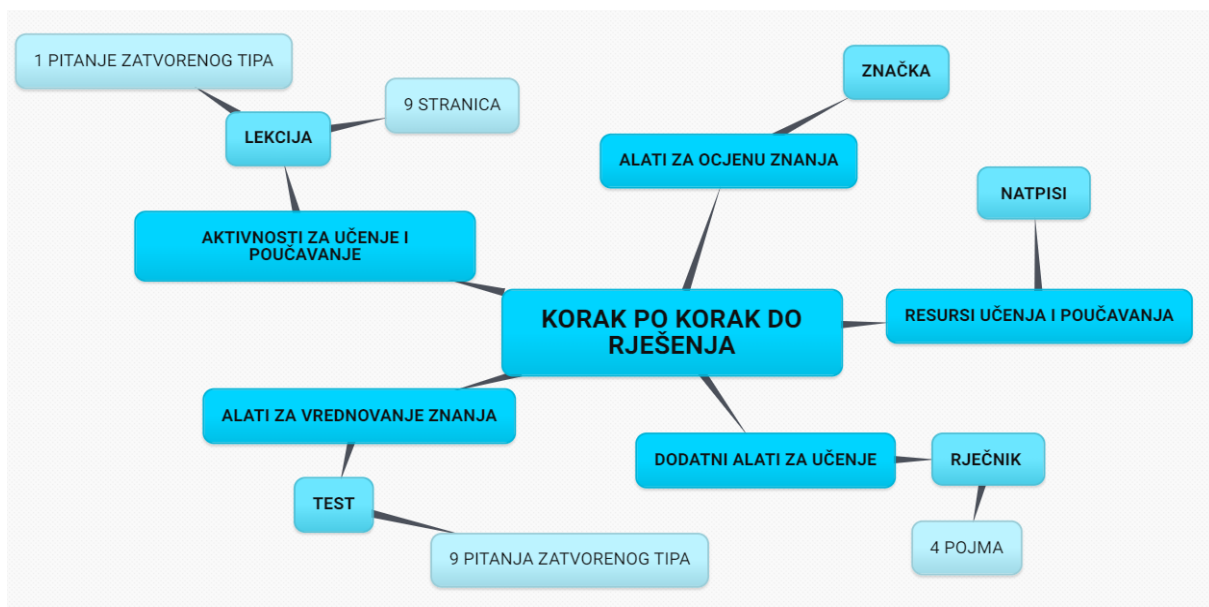 1 PITANJE ZATVORENOG TIPA
9 STRANICA
LEKCIJA
AKTIVNOSTI ZA UČENJE I
POUČAVANJE
ZNAČKA
ALATI ZA OCJENU ZNANJA
NATPISI
RESURSI UČENJA I POUČAVANJA
KORAK PO KORAK DO
RJEŠENJA
ALATI ZA VREDNOVANJE ZNANJA
TEST
9 PITANJA ZATVORENOG TIPA
DODATNI ALATI ZA UČENJE
RJEČNIK
4 POJMA